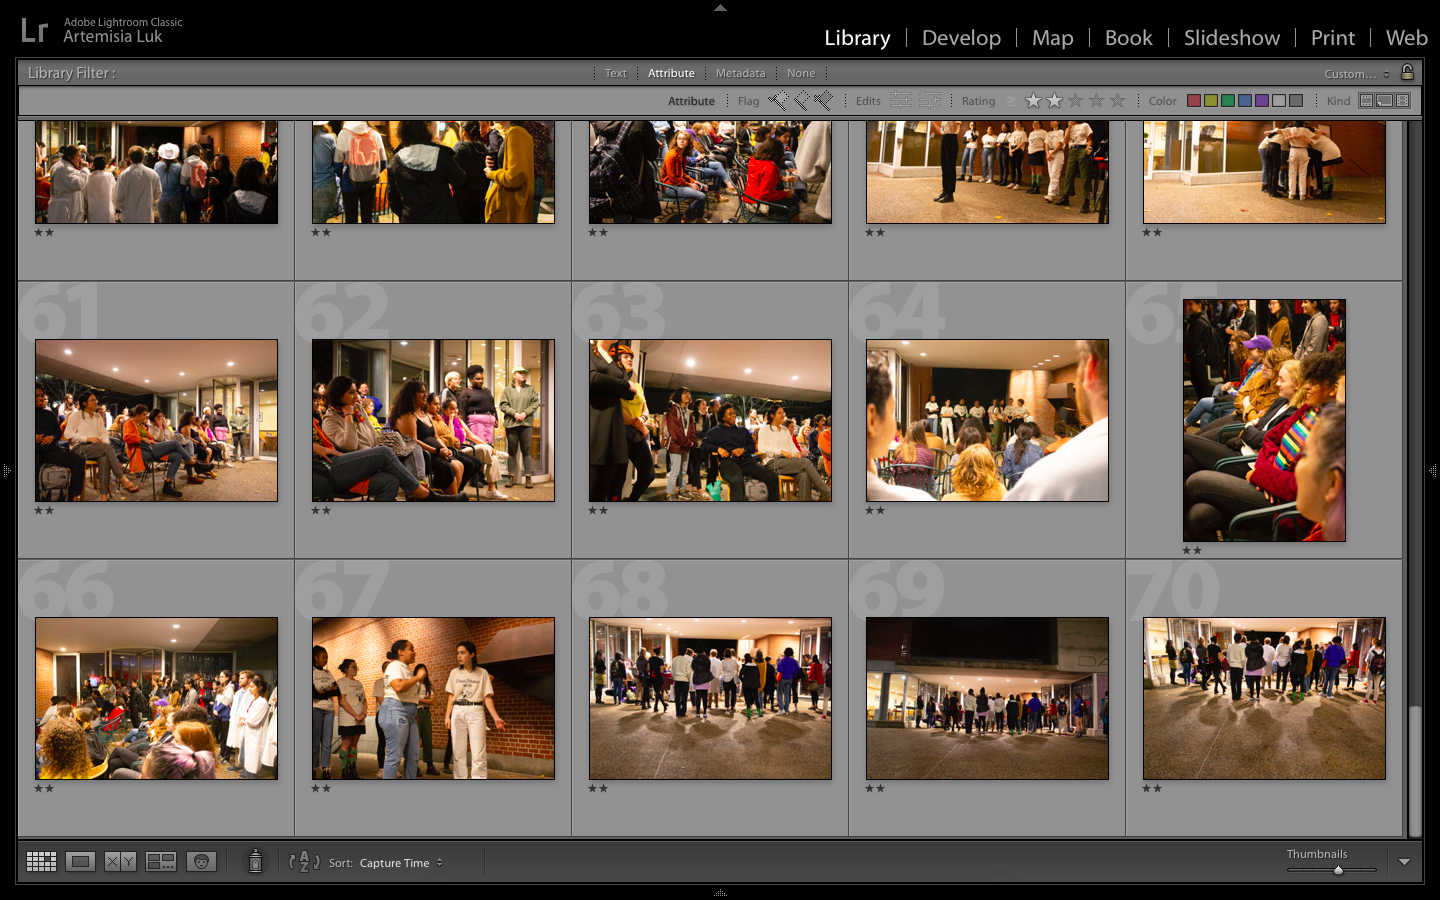 Lr
Adobe Lightroom Classic
Artemisia Luk
Library
Develop
Map
Book
Slideshow
Print
Web
Library Filter :
Text
Attribute
Metadata
None
Custom...
Attribute
Flag
Edits
Rating
≥
Color
Kind
61
62
63
64
65
66
67
68
69
70
XY
A
Z
Sort: Capture Time
Thumbnails